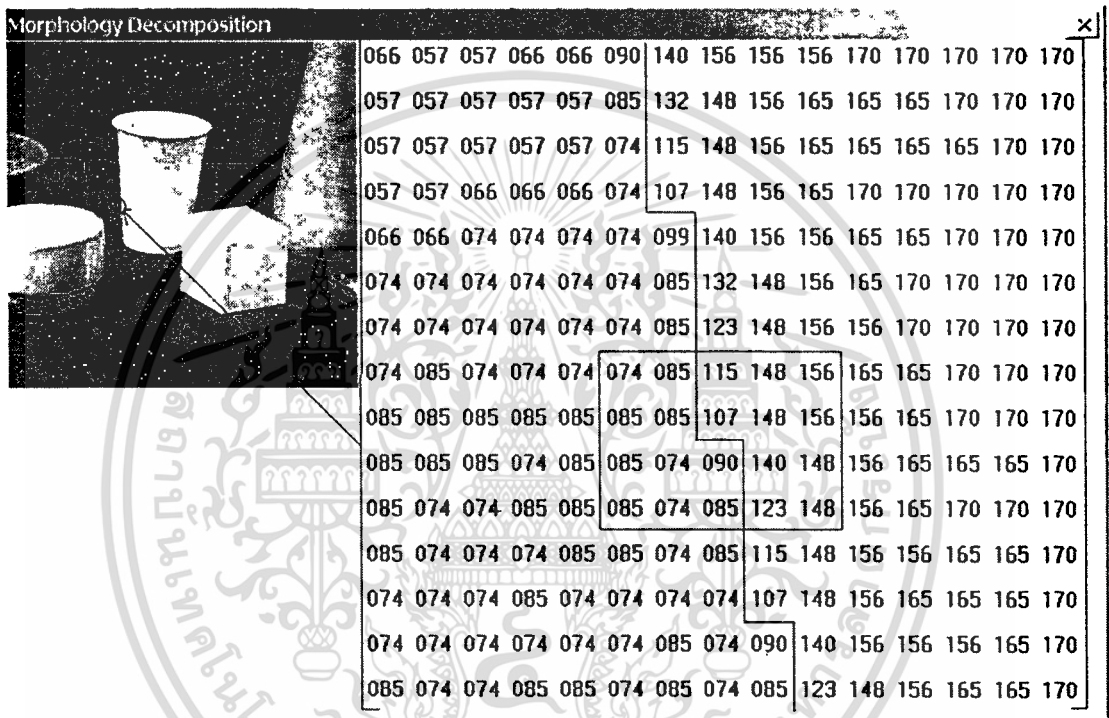 Morphology Decomposition
066 057 057 066 066 090 140 156 156 156 170 170 170 170 170
057 057 057 057 057 085 132 148 156 165 165 165 170 170 170
057 057 057 057 057 074 115 148 156 165 165 165 165 170 170
057 057 066 066 066 074 107 148 156 165 170 170 170 170 170
066 066 074 074 074 074 099 140 156 156 165 165 170 170 170
074 074 074 074 074 074 085 132 148 156 165 170 170 170 170
074 074 074 074 074 074 085 123 148 156 156 170 170 170 170
074 085 074 074 074 074 085 115 148 156 165 165 170 170 170
085 085 085 085 085 085 085 107 148 156 156 165 170 170 170
085 085 085 074 085 085 074 090 140 148 156 165 165 165 170
085 074 074 085 085 085 074 085 123 148 156 165 170 170 170
085 074 074 074 085 085 074 085 115 148 156 156 165 165 170
074 074 074 085 074 074 074 074 107 148 156 165 165 165 170
074 074 074 074 074 074 085 074 090 140 156 156 156 165 170
085 074 074 085 085 074 085 074 085 123 148 156 165 165 170